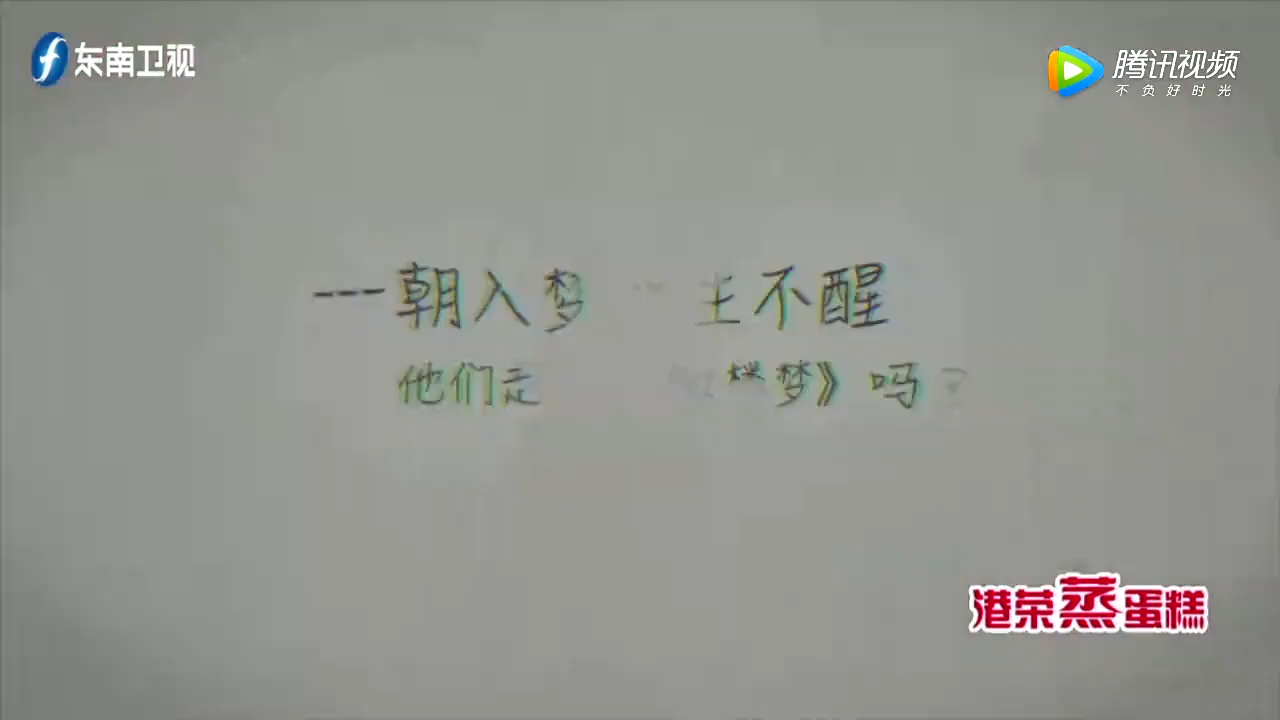 东南卫视
腾讯视频
不负好时光
一朝入梦 不醒
他们 梦》吗?
港荣蒸蛋糕